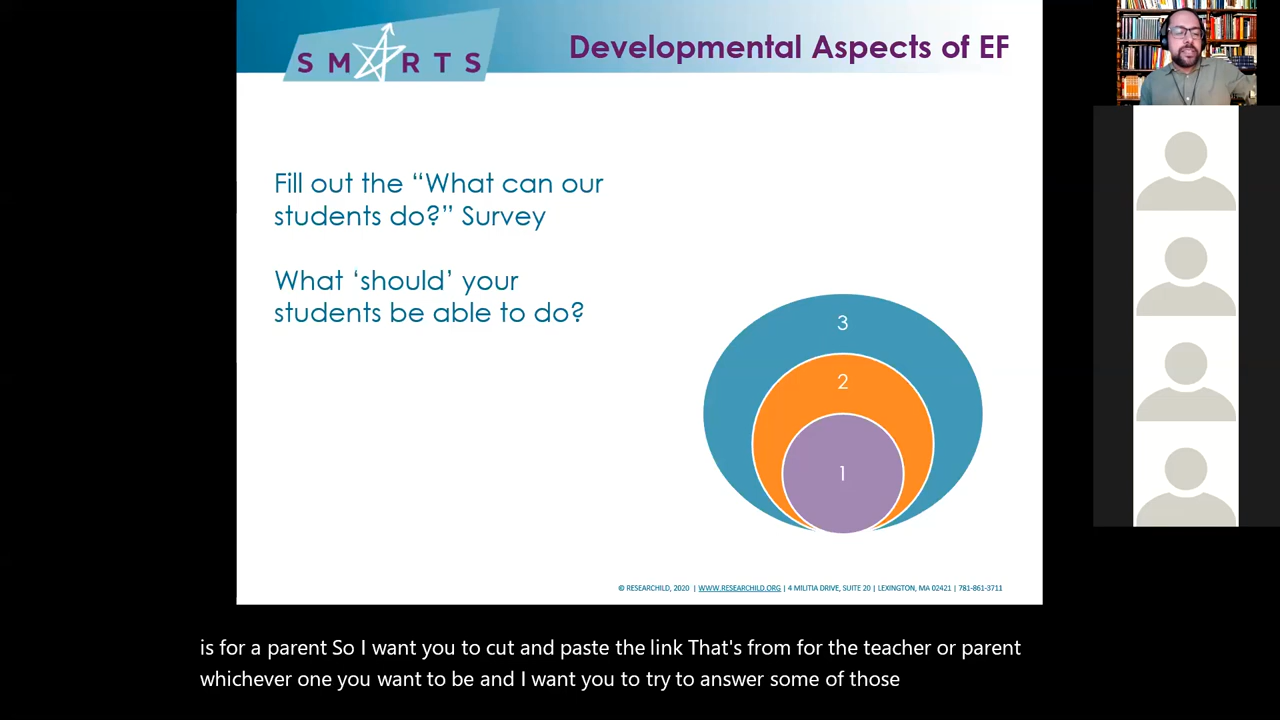 SMARTS
Developmental Aspects of EF
Fill out the “What can our
students do?” Survey
What ‘should’ your
students be able to do?
3
2
1
© RESEARCHILD, 2020 | WWW.RESEARCHILD.ORG | 4 MILITIA DRIVE, SUITE 20 | LEXINGTON, MA 02421 | 781-861-3711
is for a parent So I want you to cut and paste the link That's from for the teacher or parent
whichever one you want to be and I want you to try to answer some of those